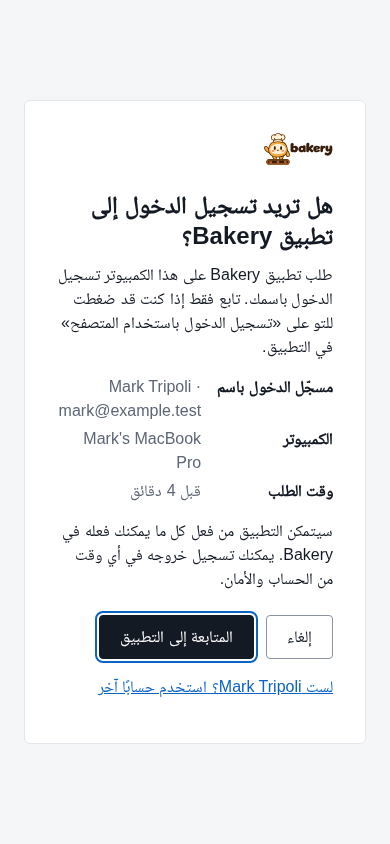 bakery
هل تريد تسجيل الدخول إلى
تطبيق Bakery؟
طلب تطبيق Bakery على هذا الكمبيوتر تسجيل
الدخول باسمك. تابع فقط إذا كنت قد ضغطت
للتو على «تسجيل الدخول باستخدام المتصفح»
في التطبيق.
مسجّل الدخول باسم Mark Tripoli ·
mark@example.test
الكمبيوتر Mark's MacBook
Pro
وقت الطلب قبل 4 دقائق
سيتمكن التطبيق من فعل كل ما يمكنك فعله في
Bakery. يمكنك تسجيل خروجه في أي وقت
من الحساب والأمان.
إلغاء المتابعة إلى التطبيق
لست Mark Tripoli؟ استخدم حسابًا آخر